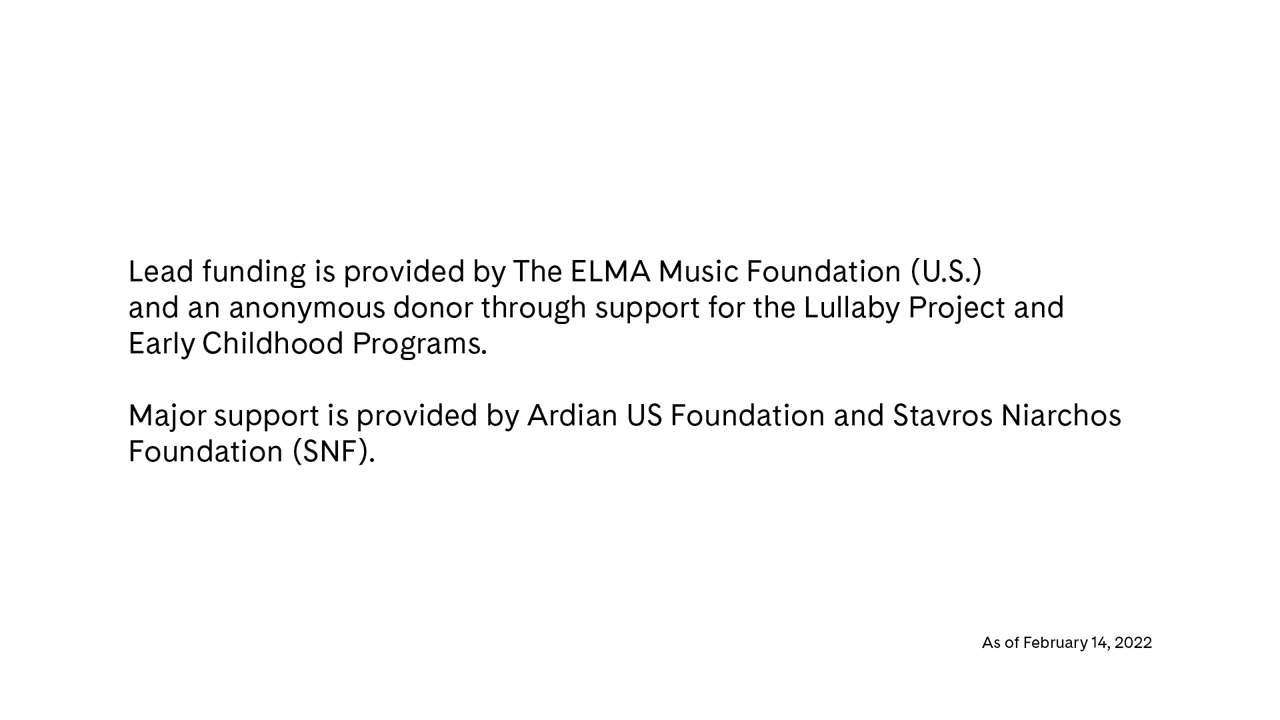 Lead funding is provided by The ELMA Music Foundation (U.S.)
and an anonymous donor through support for the Lullaby Project and
Early Childhood Programs.
Major support is provided by Ardian US Foundation and Stavros Niarchos
Foundation (SNF).
As of February 14, 2022